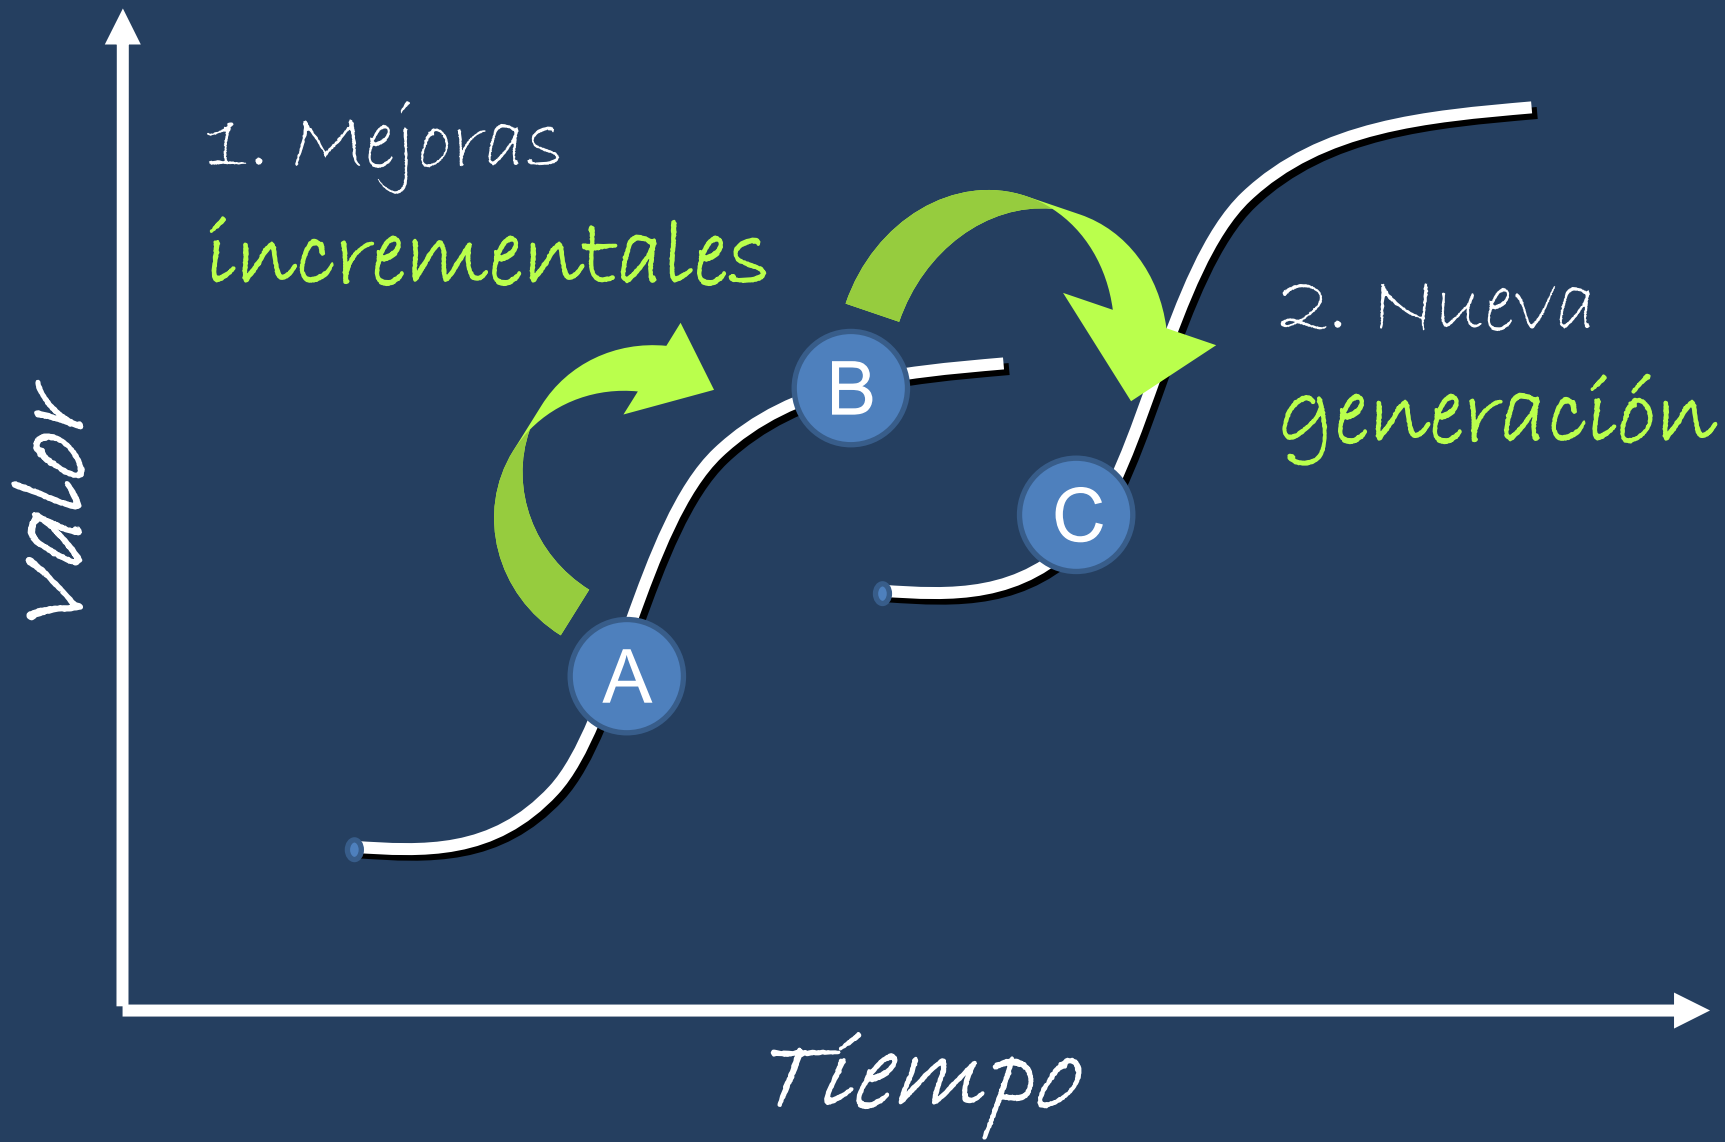 1. Mejoras
incrementales
2. Nueva
generación
B
C
A
Valor
Tiempo